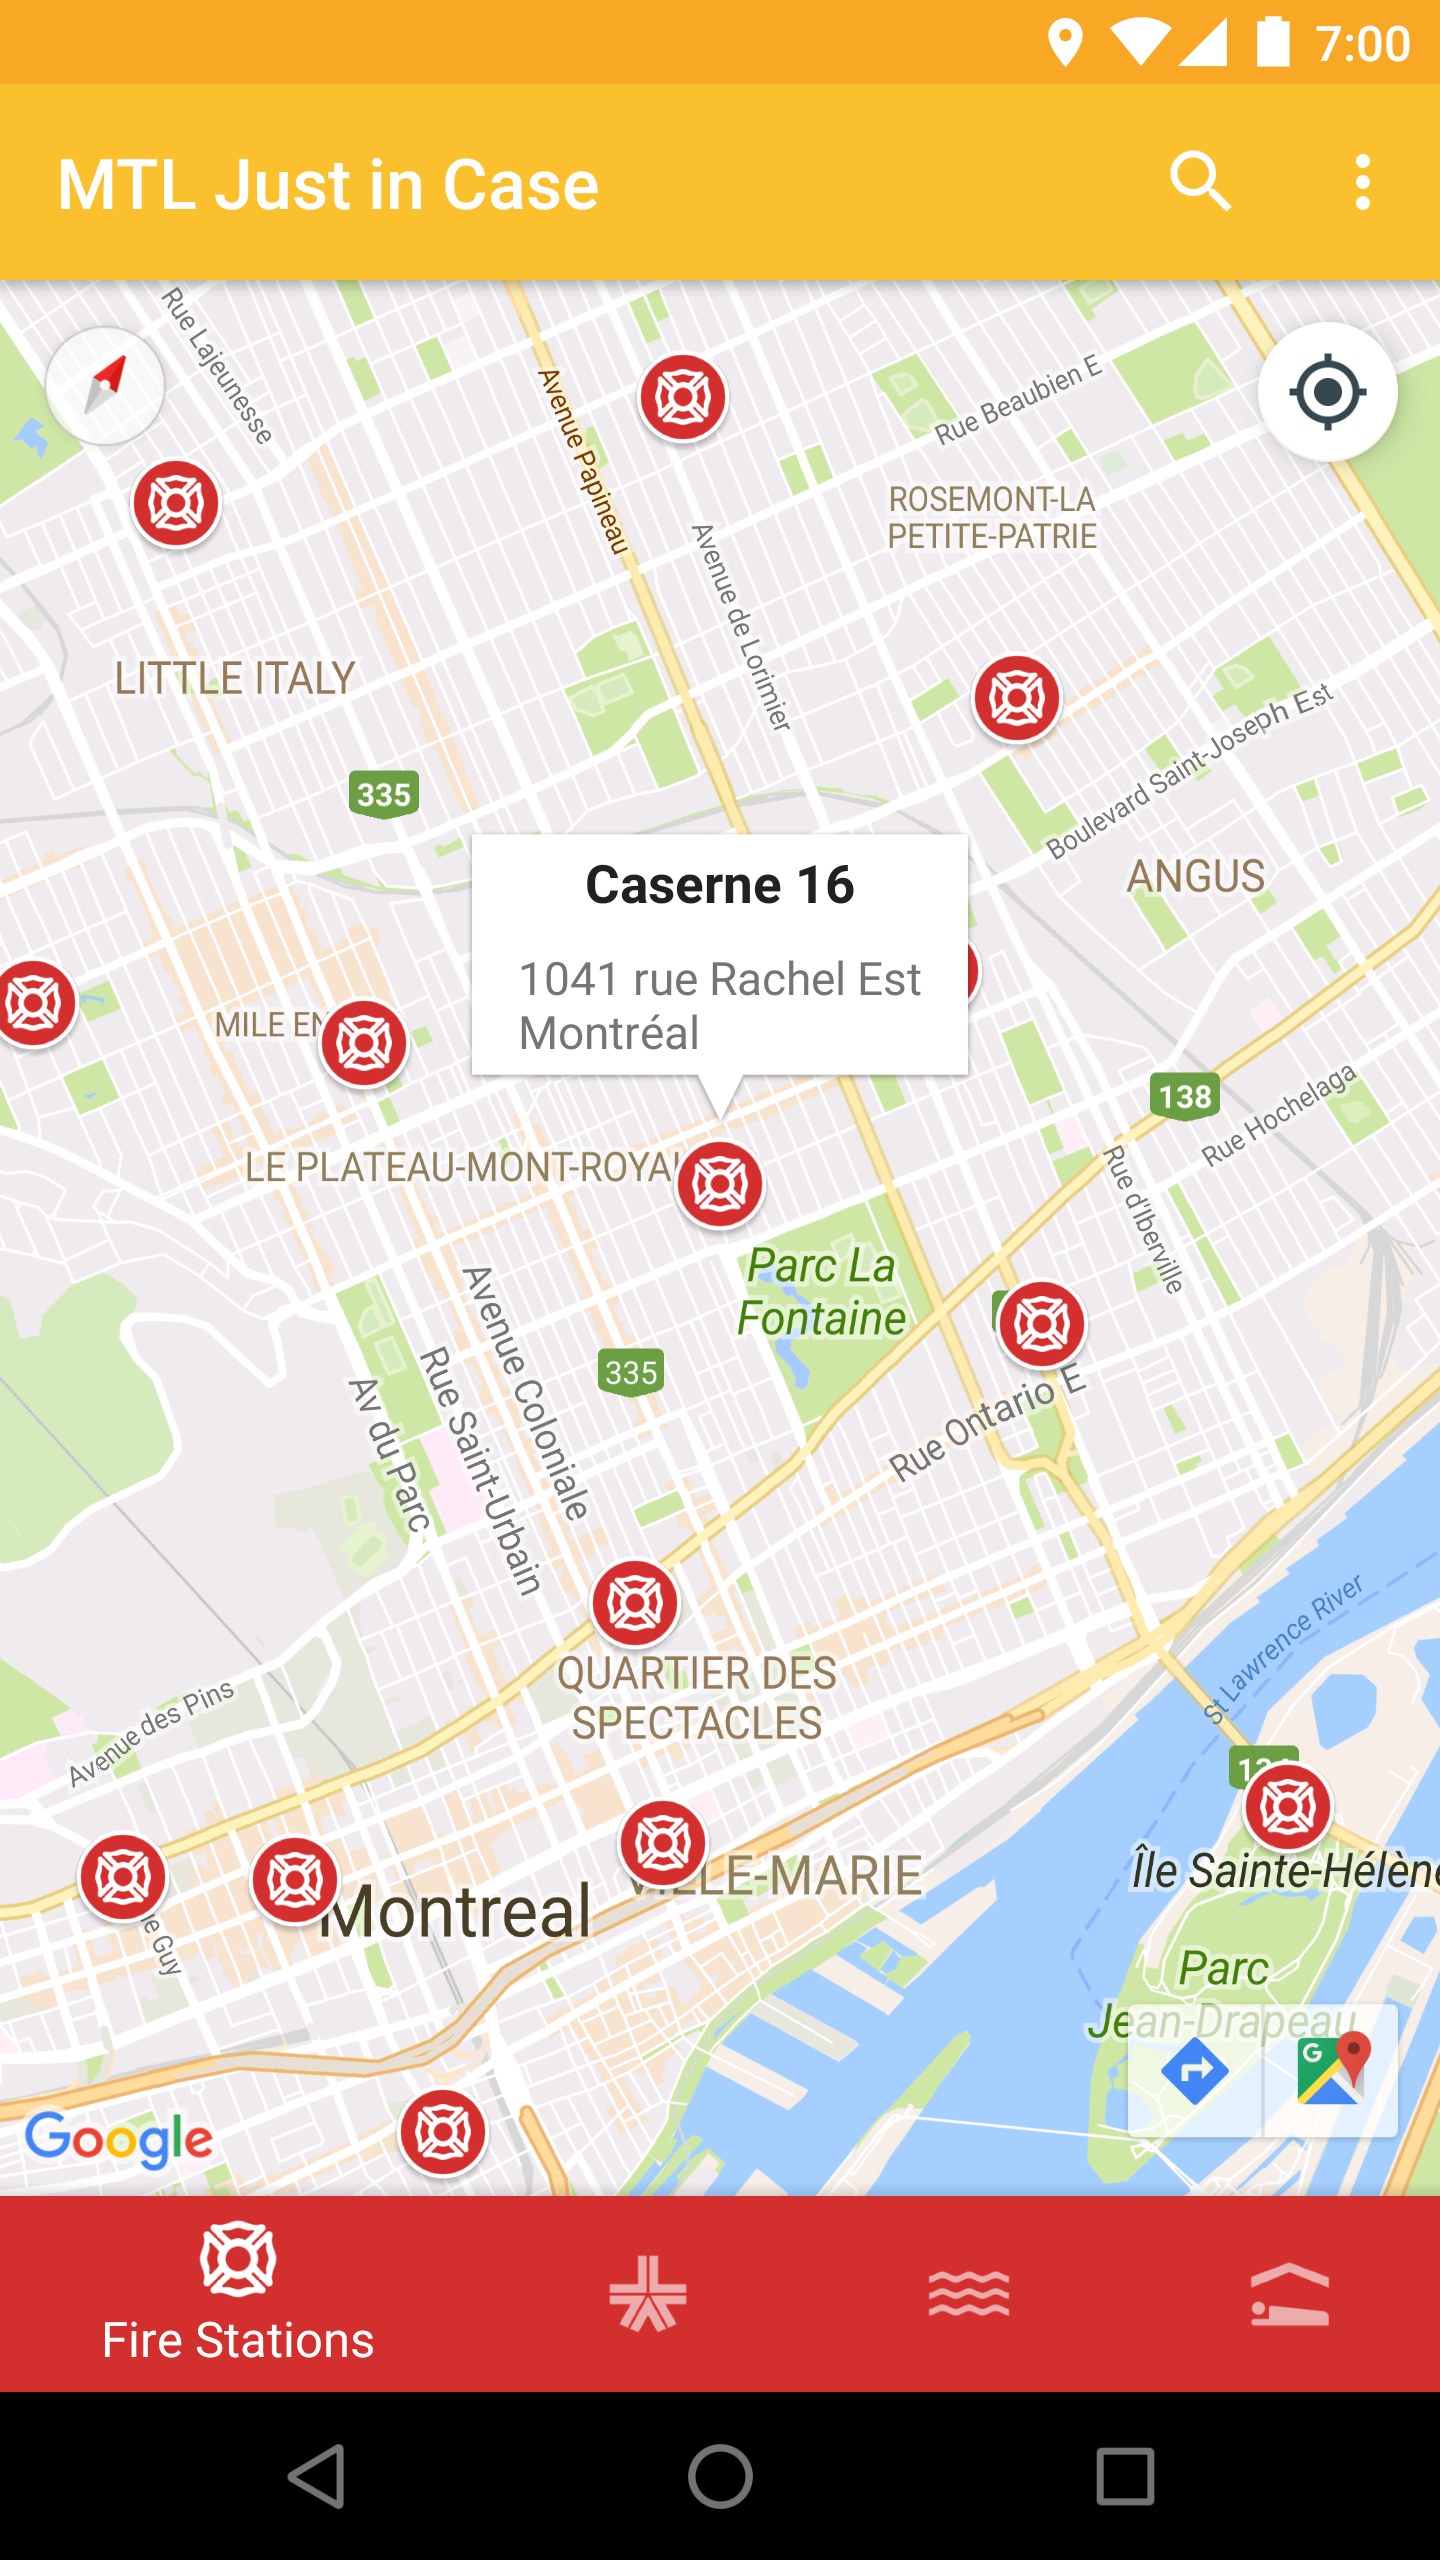 7:00
MTL Just in Case
Rue Lajeunesse
Avenue Papineau
Rue Beaubien E
ROSEMONT-LA
PETITE-PATRIE
Avenue de Lorimier
LITTLE ITALY
Boulevard Saint-Joseph Est
335
ANGUS
Caserne 16
1041 rue Rachel Est
Montréal
MILE EN
138
Rue Hochelaga
LE PLATEAU-MONT-ROYAL
Rue d'Iberville
Parc La
Fontaine
Avenue Coloniale
Rue Saint-Urbain
Av du Parc
335
Rue Ontario E
St Lawrence River
QUARTIER DES
SPECTACLES
Avenue des Pins
Île Sainte-Hélène
LLE-MARIE
Montreal
Guy
Parc
Jean-Drapeau
G
Google
Fire Stations